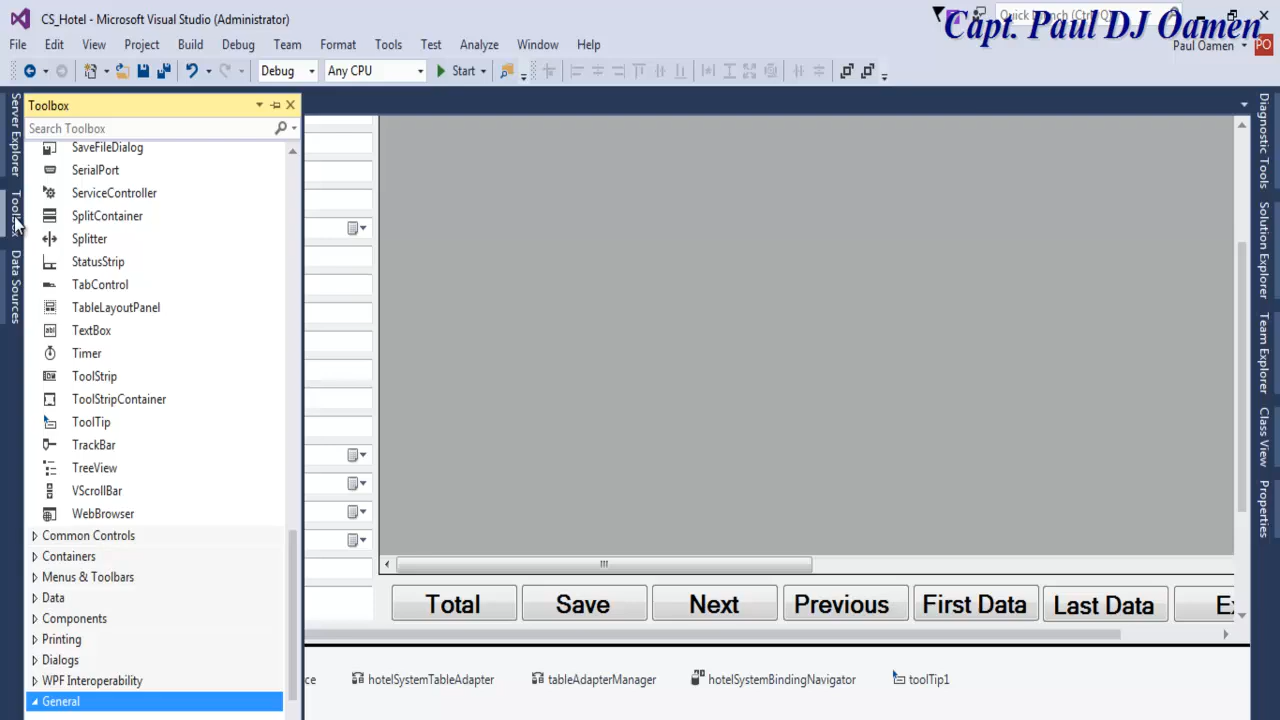 CS_Hotel - Microsoft Visual Studio (Administrator)
Quick Launch (Ctrl+Q)
Capt. Paul DJ Oamen
File Edit View Project Build Debug Team Format Tools Test Analyze Window Help
Paul Oamen PO
Debug Any CPU Start
Toolbox
Search Toolbox
SaveFileDialog
SerialPort
ServiceController
SplitContainer
Splitter
StatusStrip
TabControl
TableLayoutPanel
TextBox
Timer
ToolStrip
ToolStripContainer
ToolTip
TrackBar
TreeView
VScrollBar
WebBrowser
Common Controls
Containers
Menus & Toolbars
Data
Components
Printing
Dialogs
WPF Interoperability
General
Server Explorer
Toolbox
Data Sources
Total Save Next Previous First Data Last Data
hotelSystemTableAdapter tableAdapterManager hotelSystemBindingNavigator toolTip1
Diagnostic Tools
Solution Explorer
Team Explorer
Class View
Properties